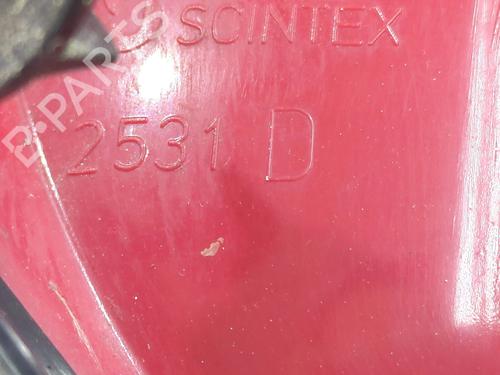 SCINTEX
2531 D
B-PARTS